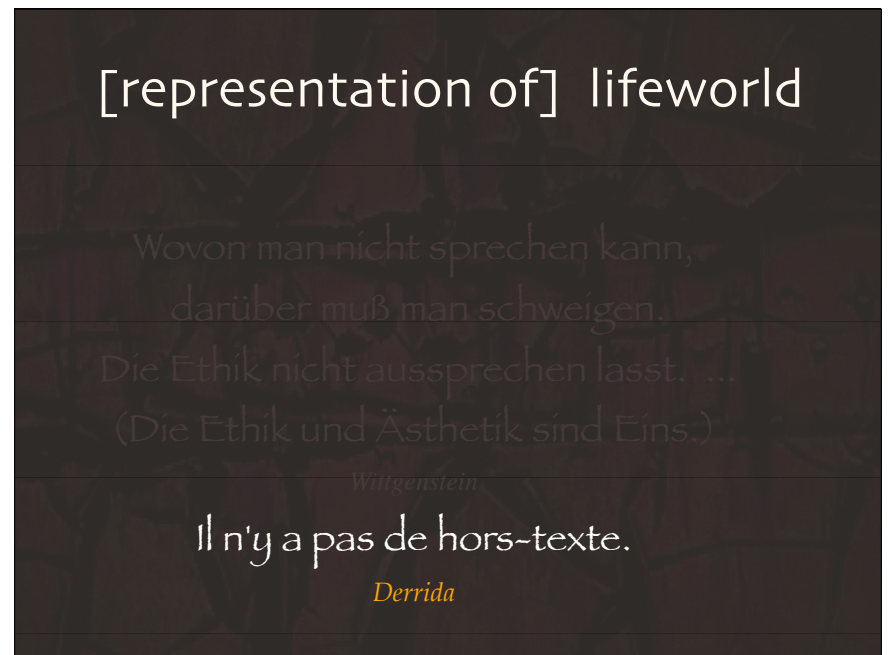 [representation of] lifeworld
Wovon man nicht sprechen kann,
darüber muß man schweigen.
Die Ethik nicht aussprechen lasst. ...
(Die Ethik und Ästhetik sind Eins.)
Wittgenstein
Il n'y a pas de hors-texte.
Derrida